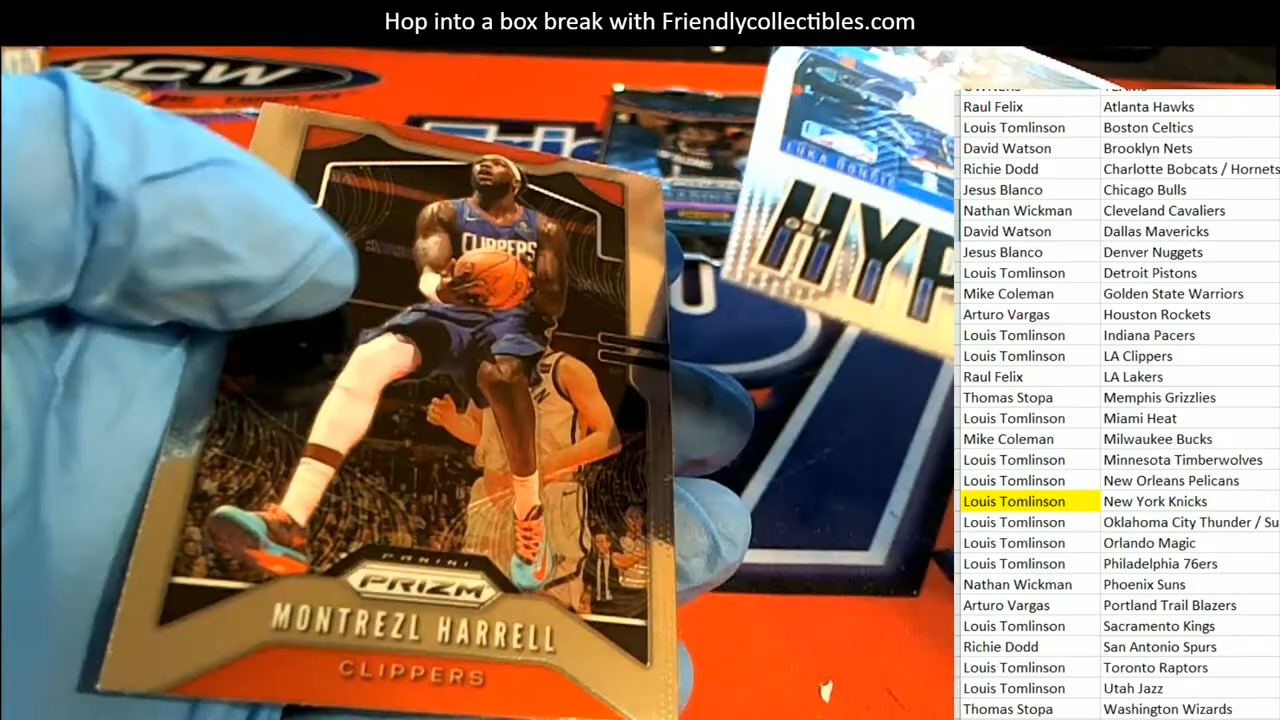 Hop into a box break with Friendlycollectibles.com
BCW
LUKA DONCIC
GET
HYP
CLIPPERS
PANINI
PRIZM
MONTREZL HARRELL
CLIPPERS
OWNERS TEAMS
Raul Felix Atlanta Hawks
Louis Tomlinson Boston Celtics
David Watson Brooklyn Nets
Richie Dodd Charlotte Bobcats / Hornets
Jesus Blanco Chicago Bulls
Nathan Wickman Cleveland Cavaliers
David Watson Dallas Mavericks
Jesus Blanco Denver Nuggets
Louis Tomlinson Detroit Pistons
Mike Coleman Golden State Warriors
Arturo Vargas Houston Rockets
Louis Tomlinson Indiana Pacers
Louis Tomlinson LA Clippers
Raul Felix LA Lakers
Thomas Stopa Memphis Grizzlies
Louis Tomlinson Miami Heat
Mike Coleman Milwaukee Bucks
Louis Tomlinson Minnesota Timberwolves
Louis Tomlinson New Orleans Pelicans
Louis Tomlinson New York Knicks
Louis Tomlinson Oklahoma City Thunder / Su
Louis Tomlinson Orlando Magic
Louis Tomlinson Philadelphia 76ers
Nathan Wickman Phoenix Suns
Arturo Vargas Portland Trail Blazers
Louis Tomlinson Sacramento Kings
Richie Dodd San Antonio Spurs
Louis Tomlinson Toronto Raptors
Louis Tomlinson Utah Jazz
Thomas Stopa Washington Wizards